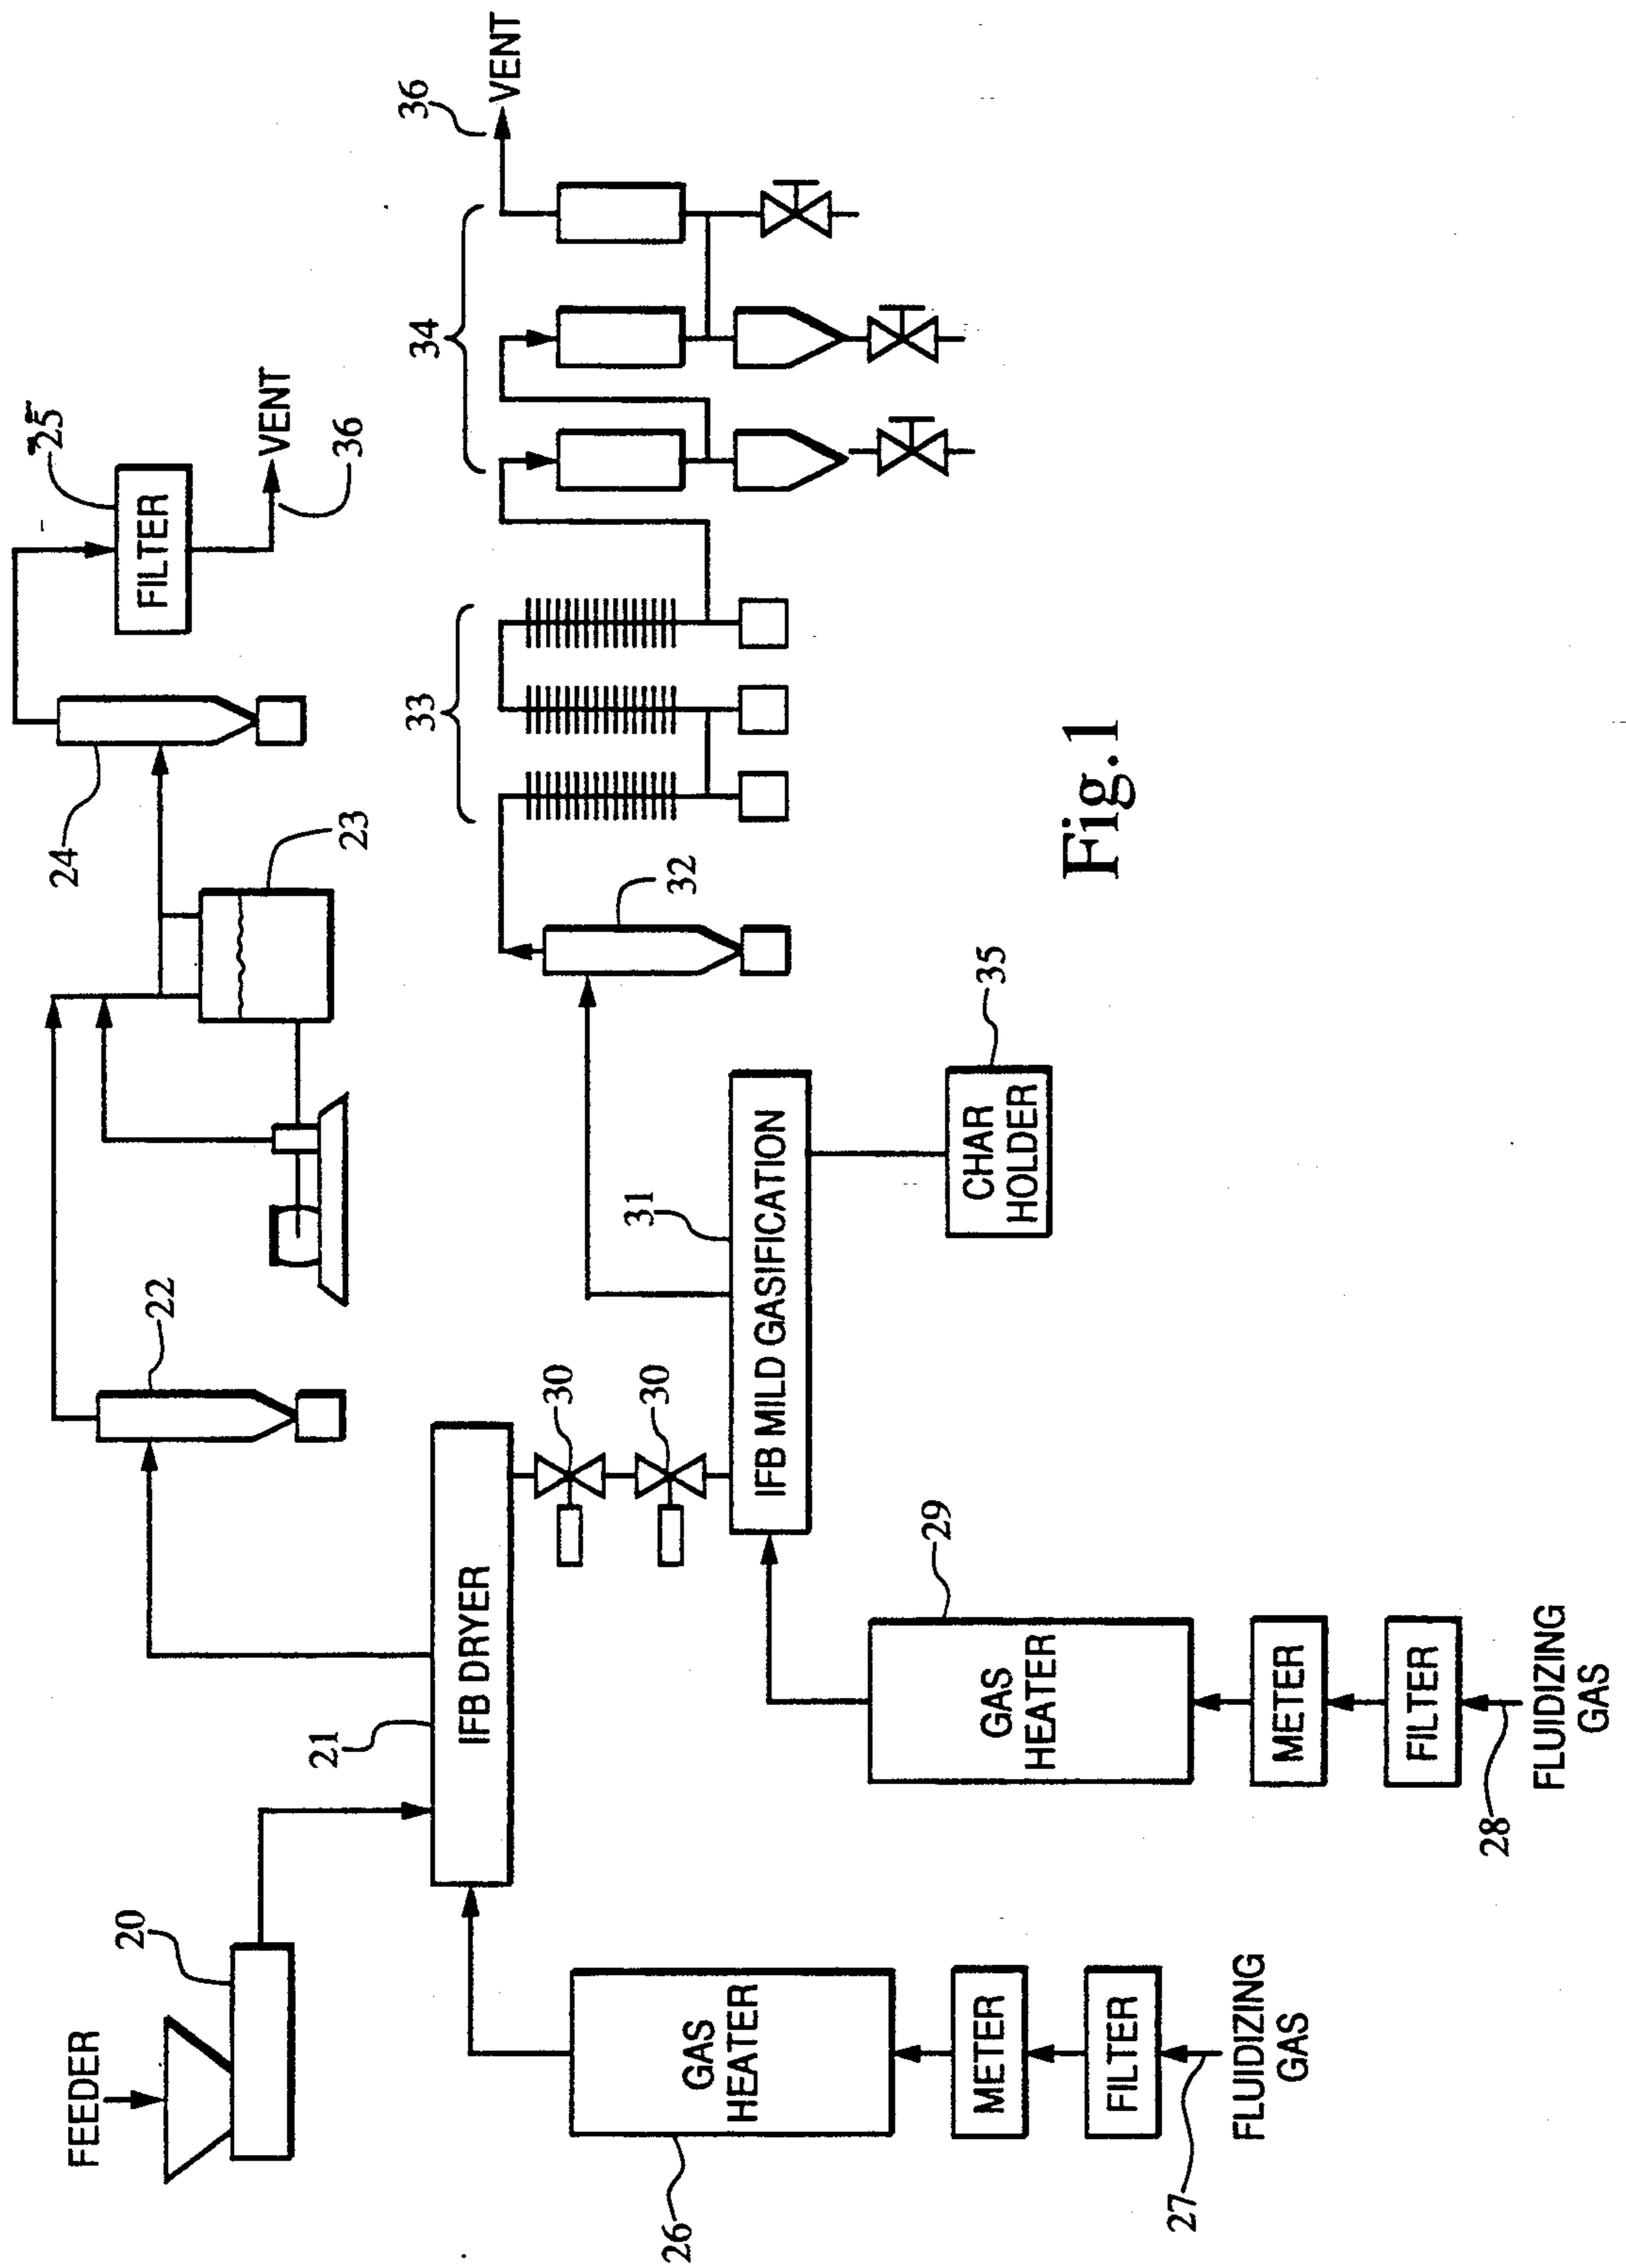 FEEDER
20
21
IFB DRYER
22
23
24
25
FILTER
VENT
36
26
GAS
HEATER
METER
FILTER
27
FLUIDIZING
GAS
30
30
31
IFB MILD GASIFICATION
29
GAS
HEATER
METER
FILTER
28
FLUIDIZING
GAS
CHAR
HOLDER
35
32
33
34
36
VENT
Fig.1